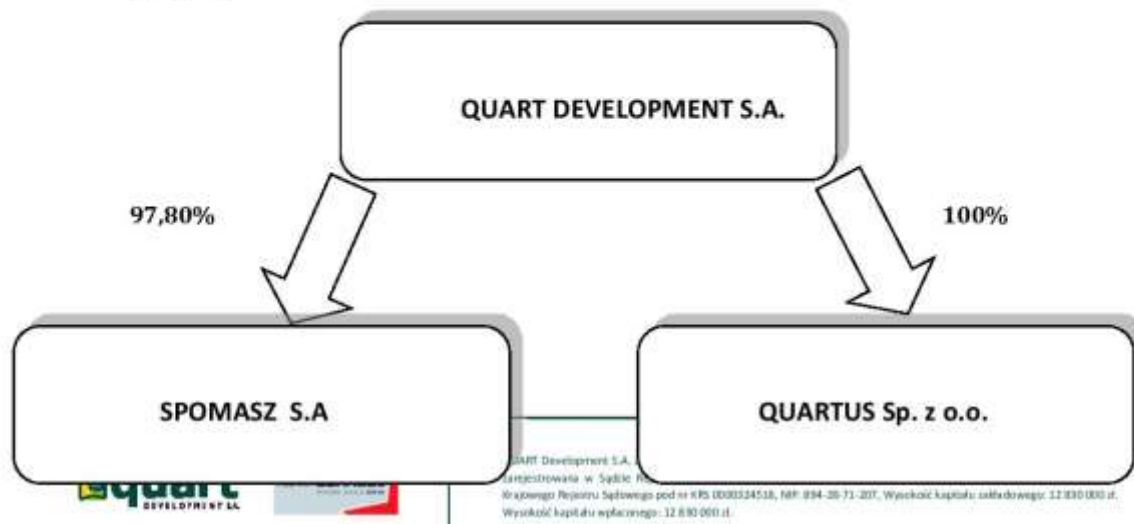 QUART DEVELOPMENT S.A.
97,80%
100%
SPOMASZ S.A
QUARTUS Sp. z o.o.
QUART Development S.A.
zarejestrowana w Sądzie
Krajowego Rejestru Sądowego pod nr KRS 0000324518, NIP: 894-28-71-207, Wysokość kapitału zakładowego: 12 830 000 zł.
Wysokość kapitału wpłaconego: 12 830 000 zł.
quart
DEVELOPMENT S.A.